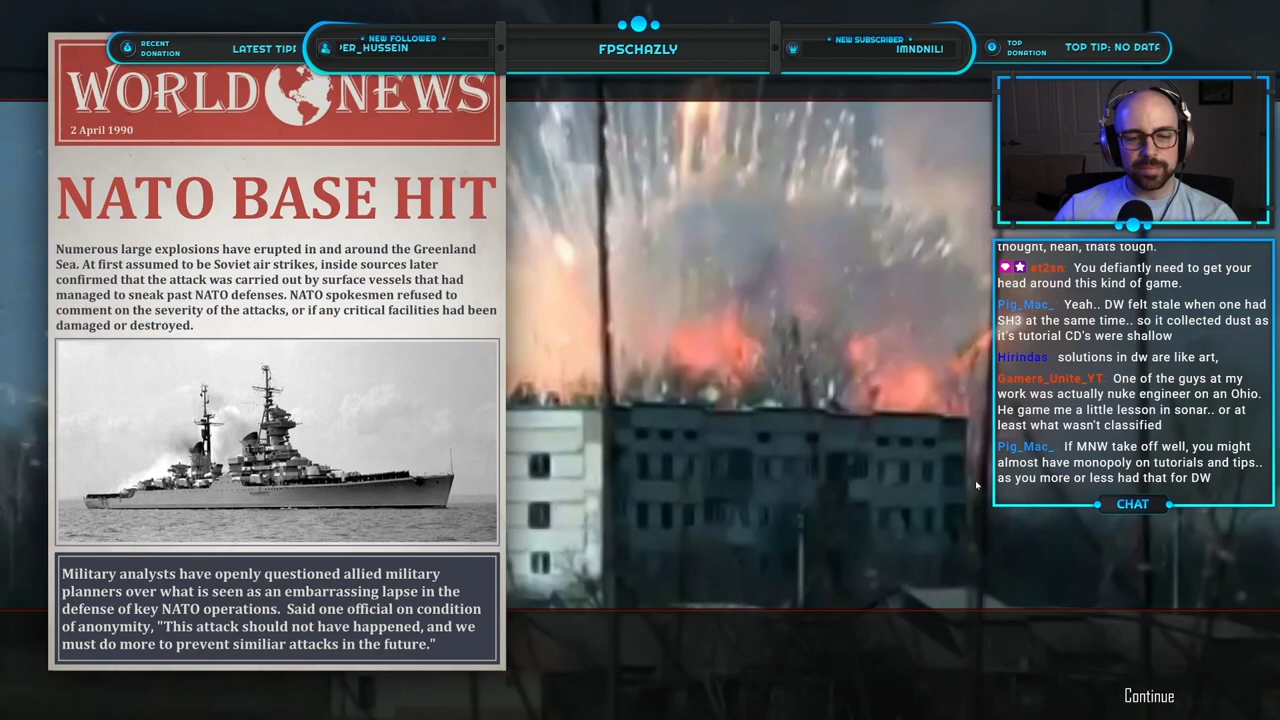 RECENT
DONATION
LATEST TIP
NEW FOLLOWER
ER_HUSSEIN
FPSCHAZLY
NEW SUBSCRIBER
IMNDNILI
TOP
DONATION
TOP TIP: NO DATA
WORLD NEWS
2 April 1990
NATO BASE HIT
Numerous large explosions have erupted in and around the Greenland
Sea. At first assumed to be Soviet air strikes, inside sources later
confirmed that the attack was carried out by surface vessels that had
managed to sneak past NATO defenses. NATO spokesmen refused to
comment on the severity of the attacks, or if any critical facilities had been
damaged or destroyed.
Military analysts have openly questioned allied military
planners over what is seen as an embarrassing lapse in the
defense of key NATO operations. Said one official on condition
of anonymity, "This attack should not have happened, and we
must do more to prevent similiar attacks in the future."
thought, neah, thats tough.
et2sn: You defiantly need to get your
head around this kind of game.
Pig_Mac_: Yeah.. DW felt stale when one had
SH3 at the same time.. so it collected dust as
it's tutorial CD's were shallow
Hirindas: solutions in dw are like art,
Gamers_Unite_YT: One of the guys at my
work was actually nuke engineer on an Ohio.
He game me a little lesson in sonar.. or at
least what wasn't classified
Pig_Mac_: If MNW take off well, you might
almost have monopoly on tutorials and tips..
as you more or less had that for DW
CHAT
Continue